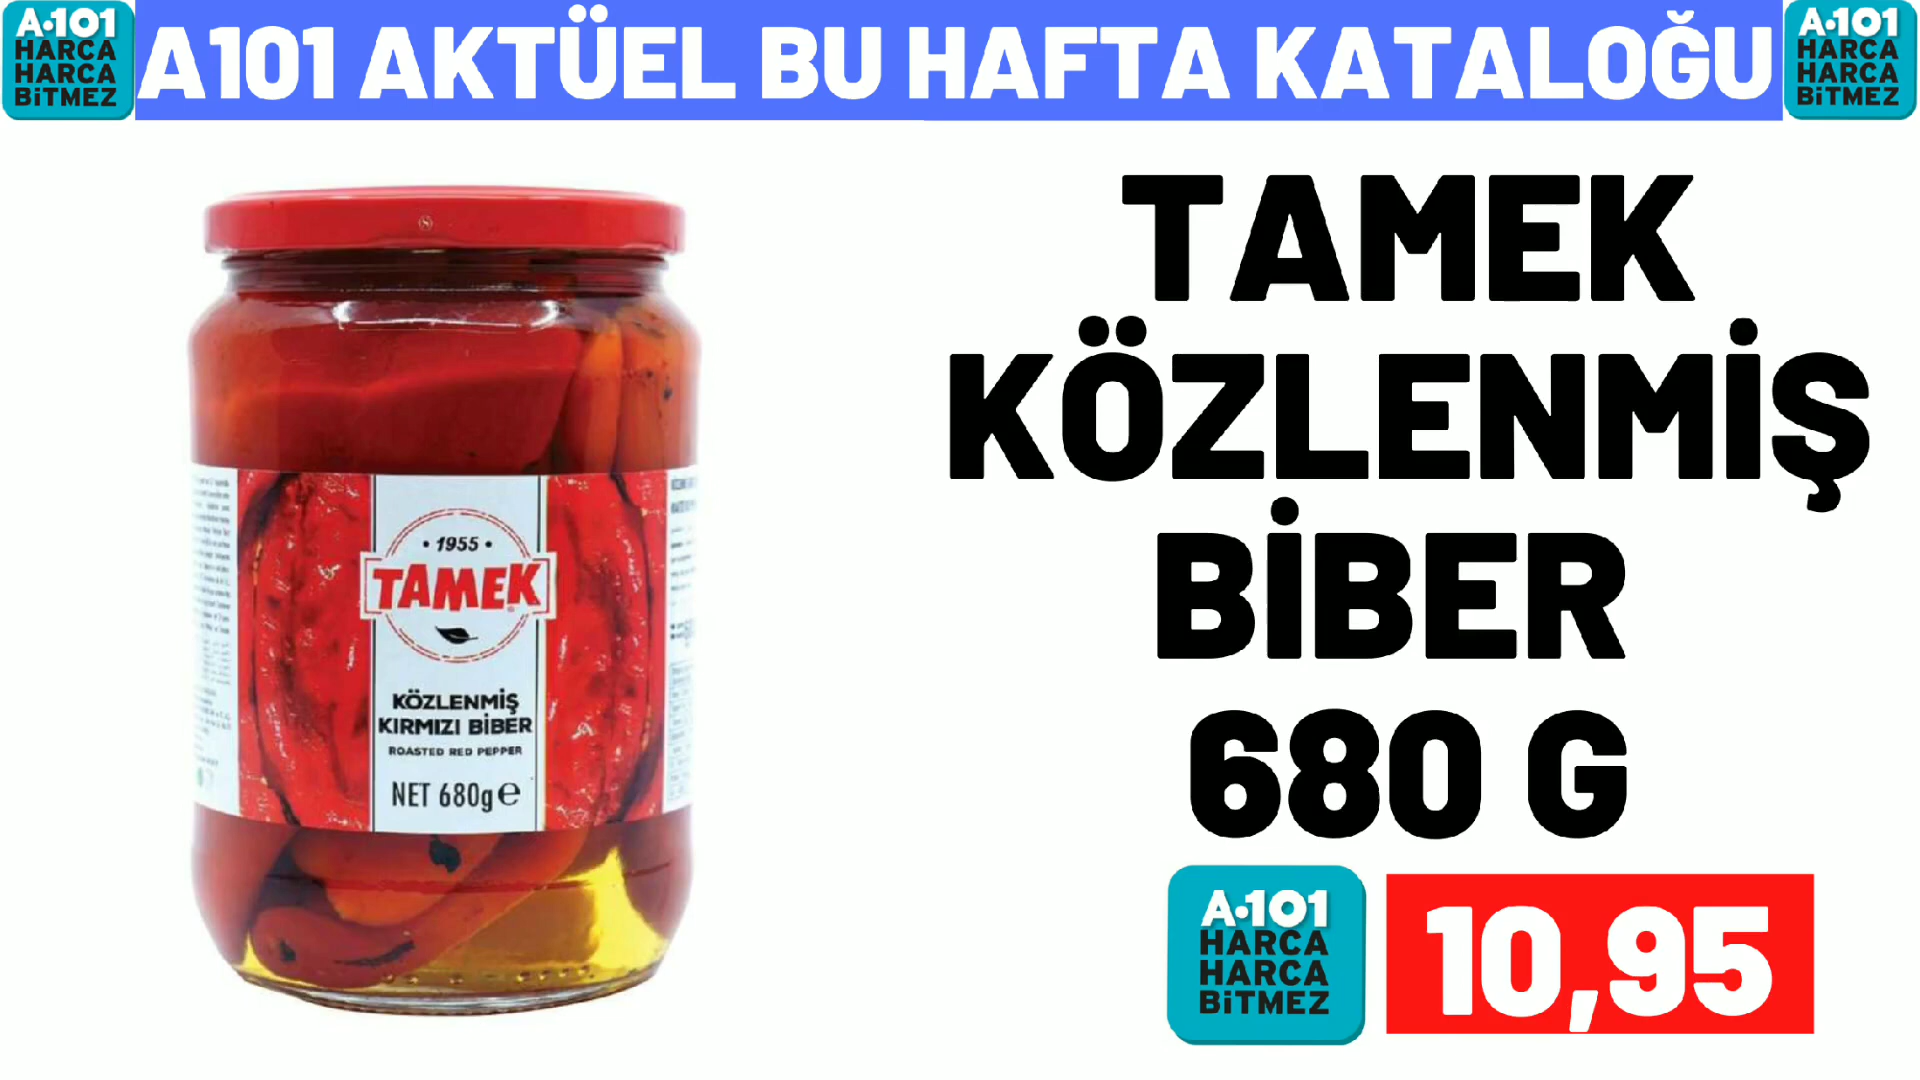 A101
HARCA
HARCA
BiTMEZ
A101 AKTÜEL BU HAFTA KATALOĞU
A101
HARCA
HARCA
BiTMEZ
TAMEK
KÖZLENMİŞ
BİBER
680 G
1955
TAMEK
KÖZLENMİŞ
KIRMIZI BİBER
ROASTED RED PEPPER
NET 680g e
A101
HARCA
HARCA
BiTMEZ
10,95